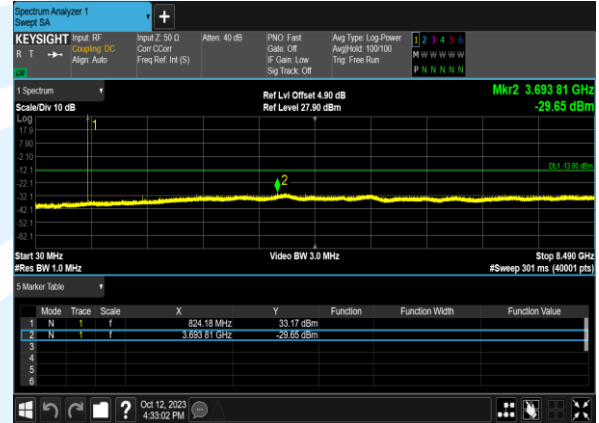 Spectrum Analyzer 1
Swept SA
+
KEYSIGHT Input: RF Input Z: 50 Ω Atten: 40 dB PNO: Fast Avg Type: Log-Power 1 2 3 4 5 6
R T Coupling: DC Corr CCorr Gate: Off Avg|Hold: 100/100 M W W W W W
Align: Auto Freq Ref: Int (S) IF Gain: Low Trig: Free Run P N N N N N
Sig Track: Off
LXI
1 Spectrum Ref Lvl Offset 4.90 dB Mkr2 3.693 81 GHz
Scale/Div 10 dB Ref Level 27.90 dBm -29.65 dBm
Log
1
17.9
7.90
-2.10
-12.1 DL1 -13.00 dBm
-22.1 2
-32.1
-42.1
-52.1
-62.1
Start 30 MHz Video BW 3.0 MHz Stop 8.490 GHz
#Res BW 1.0 MHz #Sweep 301 ms (40001 pts)
5 Marker Table
Mode Trace Scale X Y Function Function Width Function Value
1 N 1 f 824.18 MHz 33.17 dBm
2 N 1 f 3.693 81 GHz -29.65 dBm
3
4
5
6
? Oct 12, 2023
4:33:02 PM